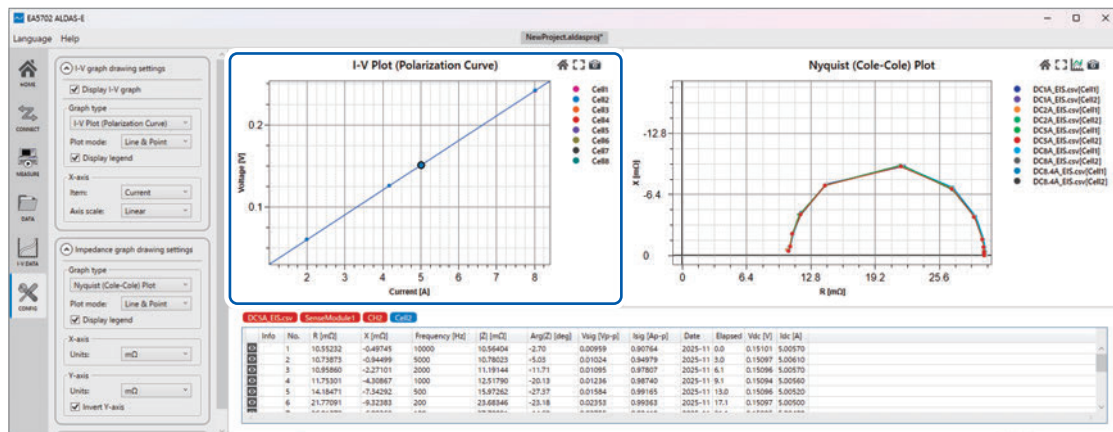 EA5702 ALDAS-E
Language Help
NewProject.aldasproj*
HOME
CONNECT
MEASURE
DATA
I-V DATA
CONFIG
I-V graph drawing settings
Display I-V graph
Graph type
I-V Plot (Polarization Curve)
Plot mode: Line & Point
Display legend
X-axis
Item: Current
Axis scale: Linear
Impedance graph drawing settings
Graph type
Nyquist (Cole-Cole) Plot
Plot mode: Line & Point
Display legend
X-axis
Units: mΩ
Y-axis
Units: mΩ
Invert Y-axis
I-V Plot (Polarization Curve)
Voltage [V]
0.2
0.1
2 3 4 5 6 7 8
Current [A]
Cell1
Cell2
Cell3
Cell4
Cell5
Cell6
Cell7
Cell8
Nyquist (Cole-Cole) Plot
X [mΩ]
-12.8
-6.4
0
0 6.4 12.8 19.2 25.6
R [mΩ]
DC1A_EIS.csv[Cell1]
DC1A_EIS.csv[Cell2]
DC2A_EIS.csv[Cell1]
DC2A_EIS.csv[Cell2]
DC5A_EIS.csv[Cell1]
DC5A_EIS.csv[Cell2]
DC8A_EIS.csv[Cell1]
DC8A_EIS.csv[Cell2]
DC8.4A_EIS.csv[Cell1]
DC8.4A_EIS.csv[Cell2]
DC5A_EIS.csv SenseModule1 CH2 Cell2
Info No. R [mΩ] X [mΩ] Frequency [Hz] |Z| [mΩ] Arg(Z) [deg] Vsig [Vp-p] Isig [Ap-p] Date Elapsed Vdc [V] Idc [A]
1 10.55232 -0.49745 10000 10.56404 -2.70 0.00959 0.90764 2025-11 0.0 0.15101 5.00570
2 10.73873 -0.94499 5000 10.78023 -5.03 0.01024 0.94979 2025-11 3.0 0.15097 5.00610
3 10.95860 -2.27101 2000 11.19144 -11.71 0.01095 0.97807 2025-11 6.1 0.15096 5.00570
4 11.75301 -4.30867 1000 12.51790 -20.13 0.01236 0.98740 2025-11 9.1 0.15094 5.00560
5 14.18471 -7.34292 500 15.97262 -27.37 0.01584 0.99165 2025-11 13.0 0.15096 5.00520
6 21.77091 -9.32383 200 23.68346 -23.18 0.02353 0.99363 2025-11 17.1 0.15097 5.00500